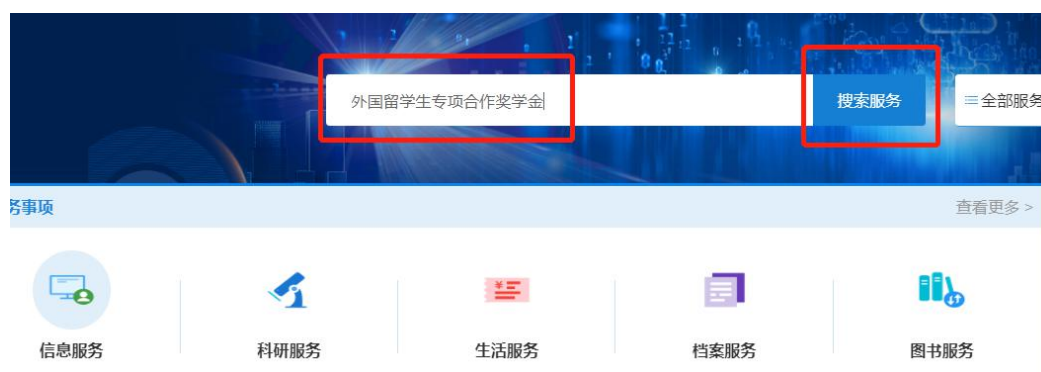 外国留学生专项合作奖学金
搜索服务
全部服务
务事项
查看更多 >
信息服务
科研服务
生活服务
档案服务
图书服务